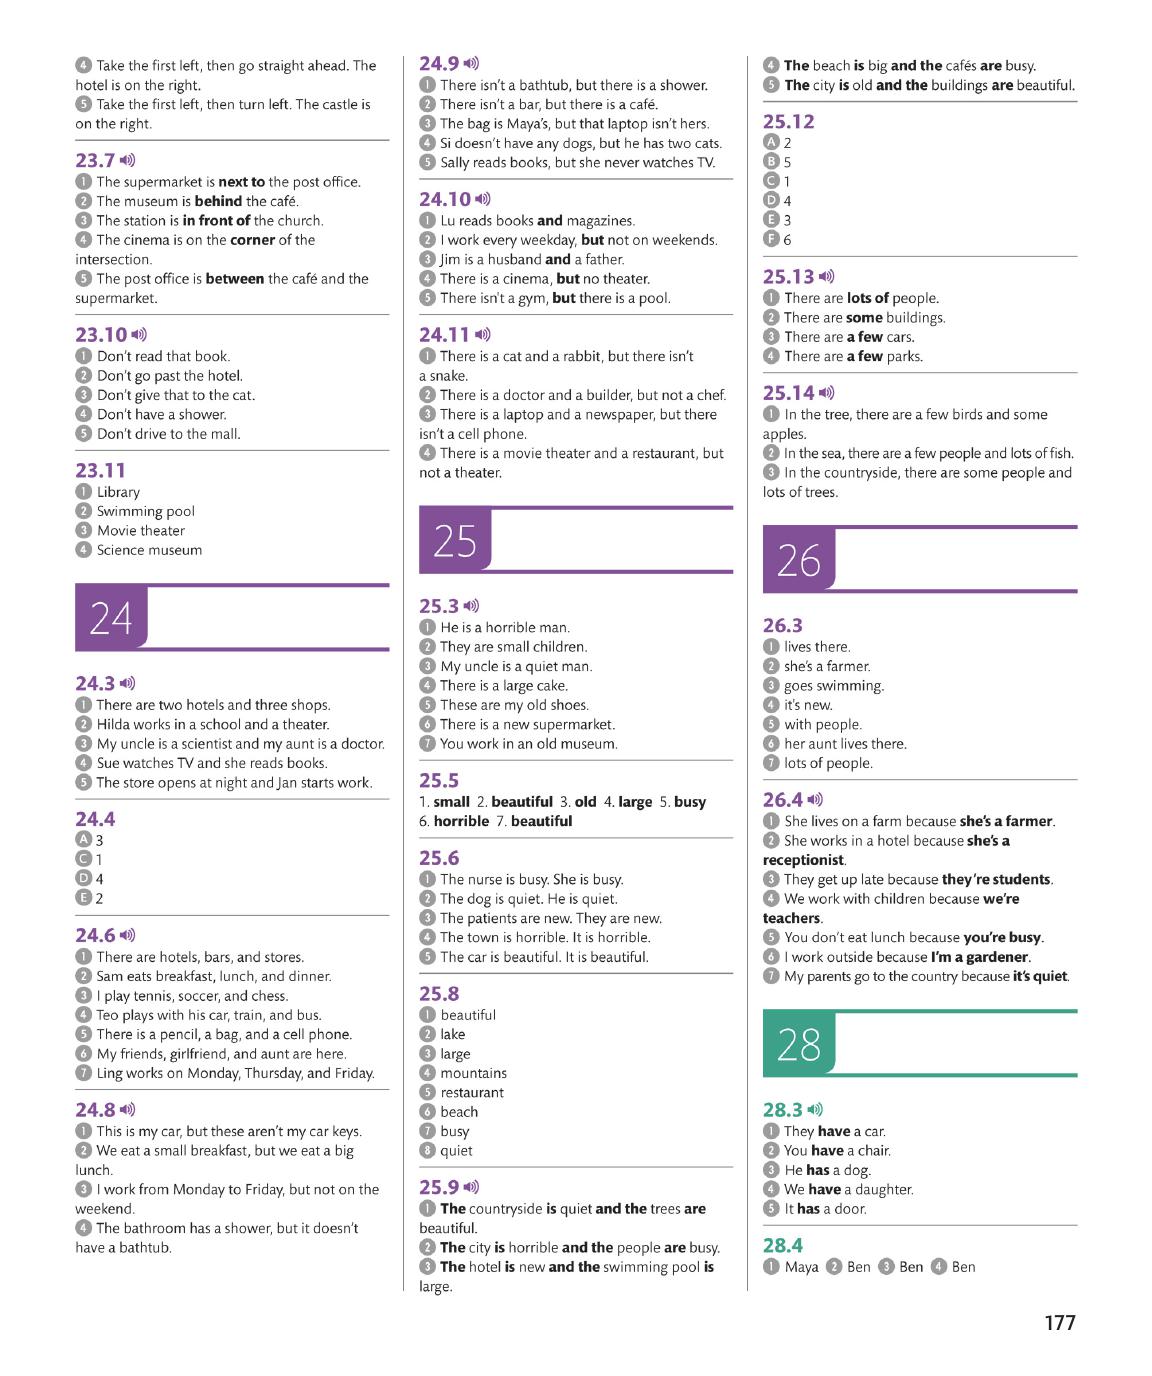 4 Take the first left, then go straight ahead. The
hotel is on the right.
5 Take the first left, then turn left. The castle is
on the right.
23.7
1 The supermarket is next to the post office.
2 The museum is behind the café.
3 The station is in front of the church.
4 The cinema is on the corner of the
intersection.
5 The post office is between the café and the
supermarket.
23.10
1 Don't read that book.
2 Don't go past the hotel.
3 Don't give that to the cat.
4 Don't have a shower.
5 Don't drive to the mall.
23.11
1 Library
2 Swimming pool
3 Movie theater
4 Science museum
24
24.3
1 There are two hotels and three shops.
2 Hilda works in a school and a theater.
3 My uncle is a scientist and my aunt is a doctor.
4 Sue watches TV and she reads books.
5 The store opens at night and Jan starts work.
24.4
A 3
C 1
D 4
E 2
24.6
1 There are hotels, bars, and stores.
2 Sam eats breakfast, lunch, and dinner.
3 I play tennis, soccer, and chess.
4 Teo plays with his car, train, and bus.
5 There is a pencil, a bag, and a cell phone.
6 My friends, girlfriend, and aunt are here.
7 Ling works on Monday, Thursday, and Friday.
24.8
1 This is my car, but these aren't my car keys.
2 We eat a small breakfast, but we eat a big
lunch.
3 I work from Monday to Friday, but not on the
weekend.
4 The bathroom has a shower, but it doesn't
have a bathtub.
24.9
1 There isn't a bathtub, but there is a shower.
2 There isn't a bar, but there is a café.
3 The bag is Maya's, but that laptop isn't hers.
4 Si doesn't have any dogs, but he has two cats.
5 Sally reads books, but she never watches TV.
24.10
1 Lu reads books and magazines.
2 I work every weekday, but not on weekends.
3 Jim is a husband and a father.
4 There is a cinema, but no theater.
5 There isn't a gym, but there is a pool.
24.11
1 There is a cat and a rabbit, but there isn't
a snake.
2 There is a doctor and a builder, but not a chef.
3 There is a laptop and a newspaper, but there
isn't a cell phone.
4 There is a movie theater and a restaurant, but
not a theater.
25
25.3
1 He is a horrible man.
2 They are small children.
3 My uncle is a quiet man.
4 There is a large cake.
5 These are my old shoes.
6 There is a new supermarket.
7 You work in an old museum.
25.5
1. small 2. beautiful 3. old 4. large 5. busy
6. horrible 7. beautiful
25.6
1 The nurse is busy. She is busy.
2 The dog is quiet. He is quiet.
3 The patients are new. They are new.
4 The town is horrible. It is horrible.
5 The car is beautiful. It is beautiful.
25.8
1 beautiful
2 lake
3 large
4 mountains
5 restaurant
6 beach
7 busy
8 quiet
25.9
1 The countryside is quiet and the trees are
beautiful.
2 The city is horrible and the people are busy.
3 The hotel is new and the swimming pool is
large.
4 The beach is big and the cafés are busy.
5 The city is old and the buildings are beautiful.
25.12
A 2
B 5
C 1
D 4
E 3
F 6
25.13
1 There are lots of people.
2 There are some buildings.
3 There are a few cars.
4 There are a few parks.
25.14
1 In the tree, there are a few birds and some
apples.
2 In the sea, there are a few people and lots of fish.
3 In the countryside, there are some people and
lots of trees.
26
26.3
1 lives there.
2 she's a farmer.
3 goes swimming.
4 it's new.
5 with people.
6 her aunt lives there.
7 lots of people.
26.4
1 She lives on a farm because she's a farmer.
2 She works in a hotel because she's a
receptionist.
3 They get up late because they're students.
4 We work with children because we're
teachers.
5 You don't eat lunch because you're busy.
6 I work outside because I'm a gardener.
7 My parents go to the country because it's quiet.
28
28.3
1 They have a car.
2 You have a chair.
3 He has a dog.
4 We have a daughter.
5 It has a door.
28.4
1 Maya 2 Ben 3 Ben 4 Ben
177